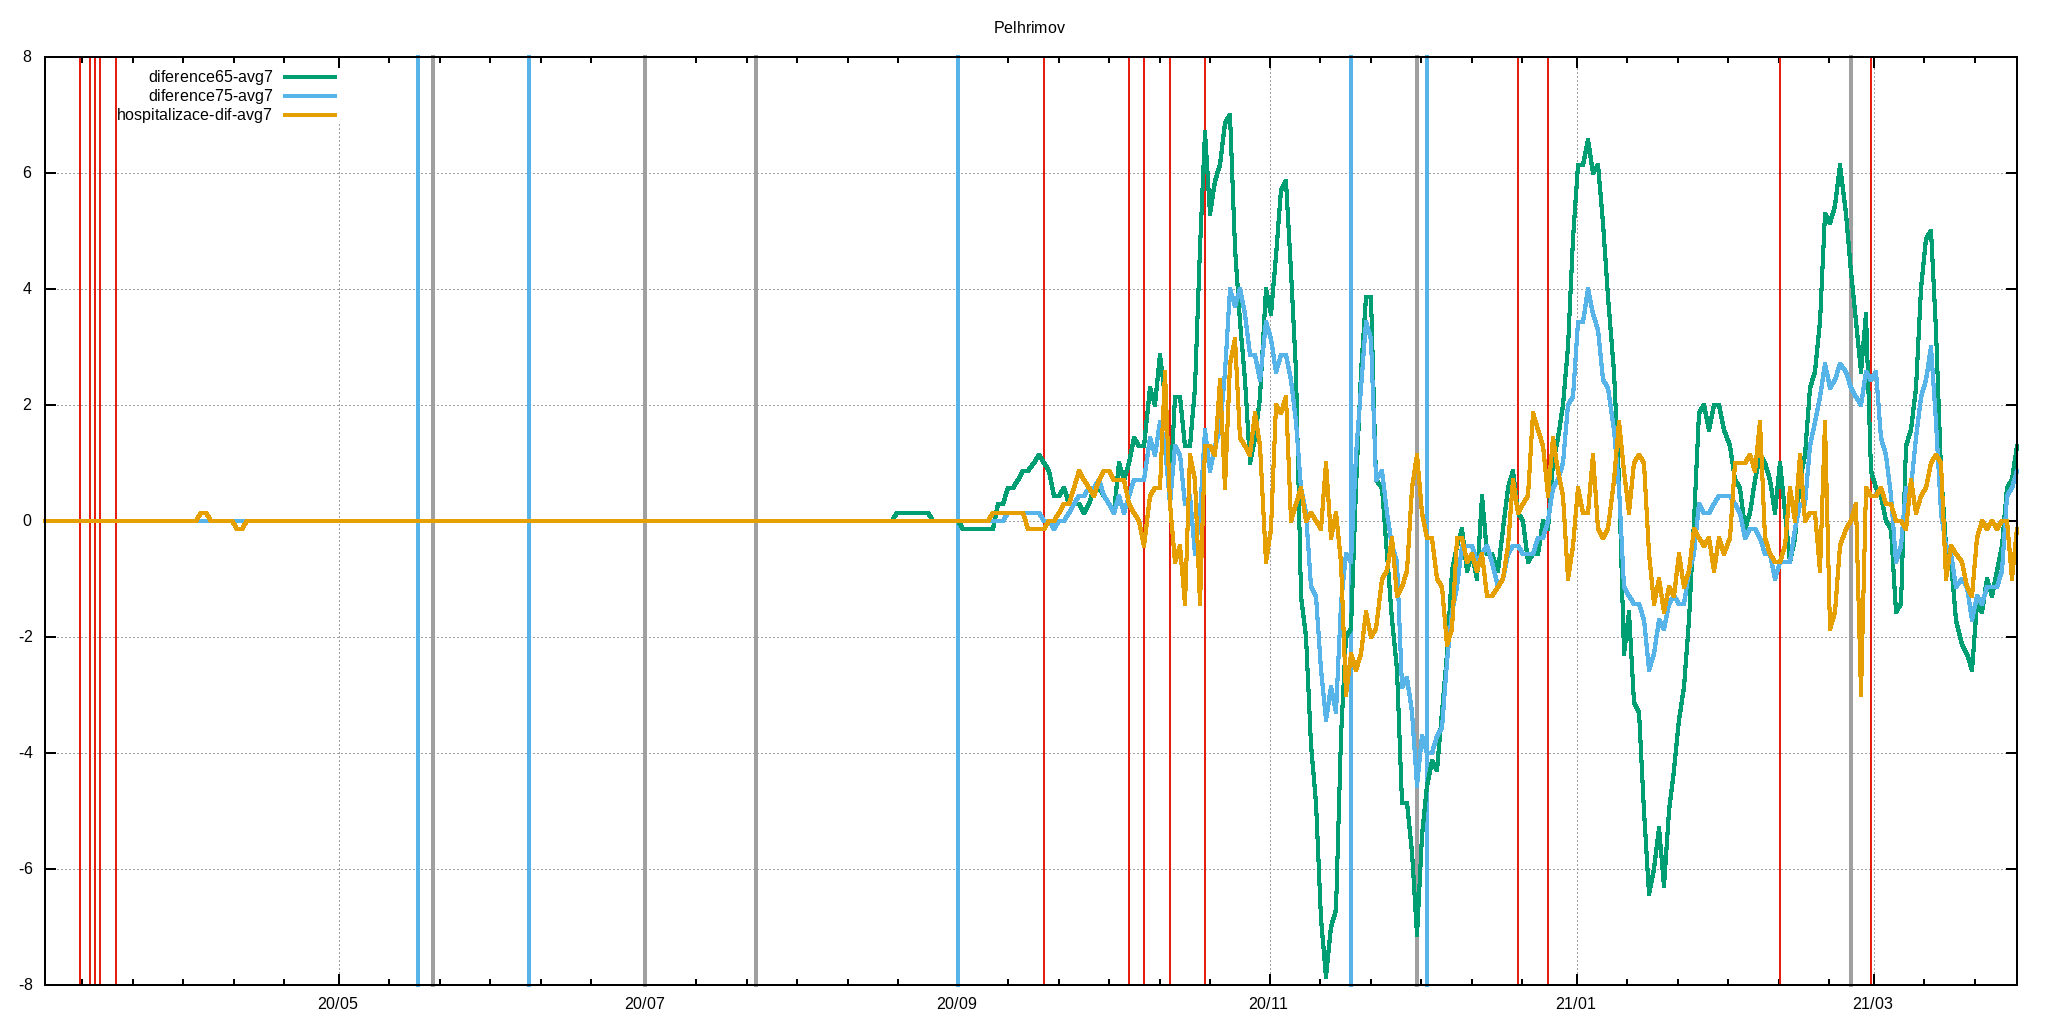 Pelhrimov
diference65-avg7
diference75-avg7
hospitalizace-dif-avg7
8
6
4
2
0
-2
-4
-6
-8
20/05 20/07 20/09 20/11 21/01 21/03